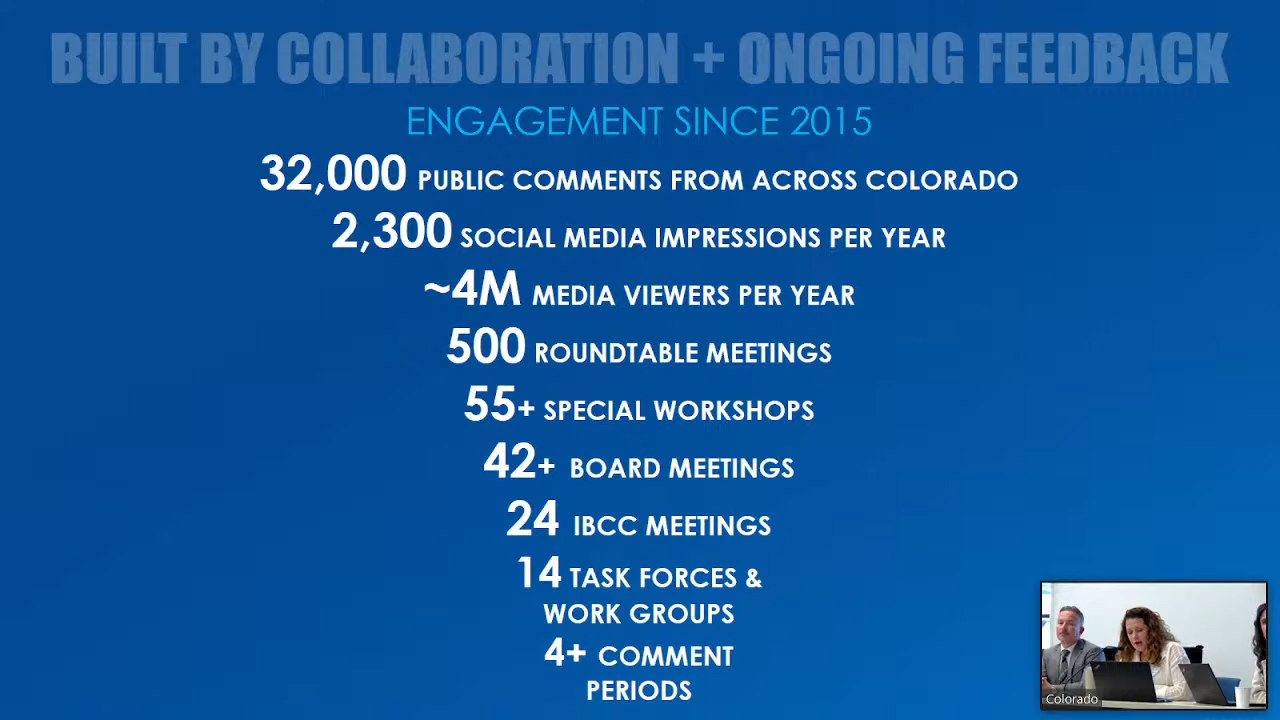 BUILT BY COLLABORATION + ONGOING FEEDBACK
ENGAGEMENT SINCE 2015
32,000 PUBLIC COMMENTS FROM ACROSS COLORADO
2,300 SOCIAL MEDIA IMPRESSIONS PER YEAR
~4M MEDIA VIEWERS PER YEAR
500 ROUNDTABLE MEETINGS
55+ SPECIAL WORKSHOPS
42+ BOARD MEETINGS
24 IBCC MEETINGS
14 TASK FORCES &
WORK GROUPS
4+ COMMENT
PERIODS
Colorado